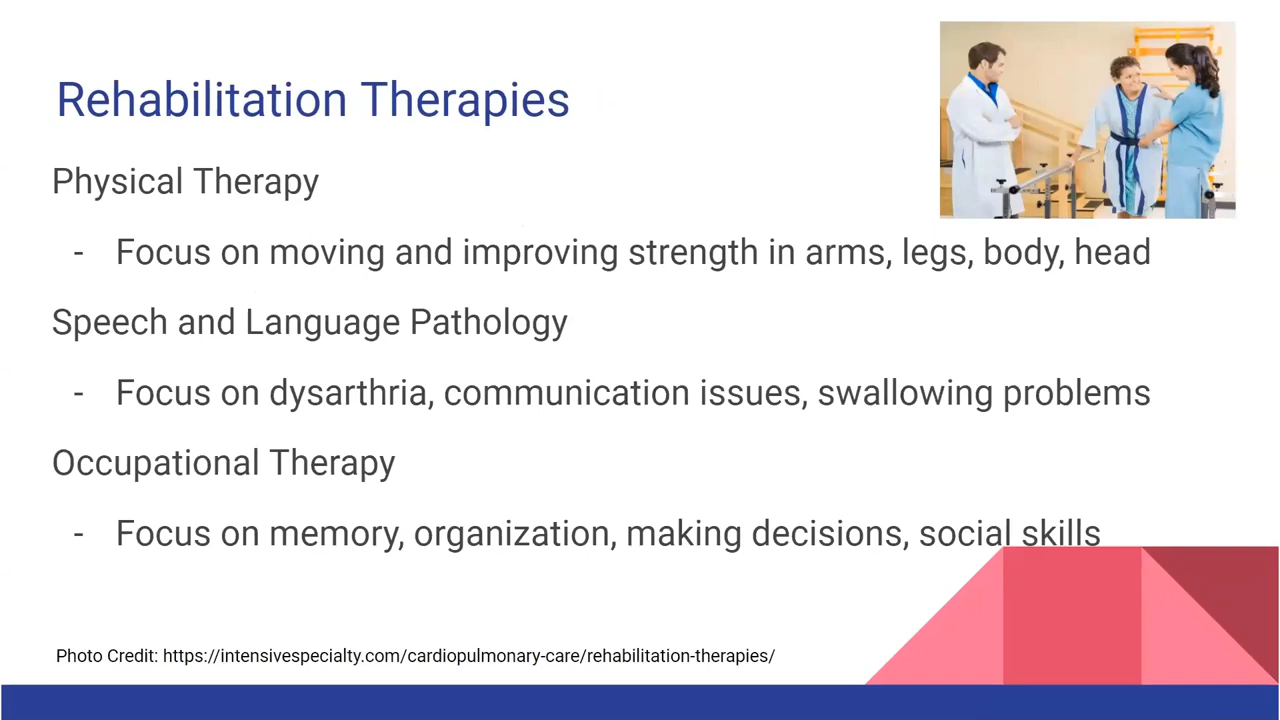 Rehabilitation Therapies
Physical Therapy
- Focus on moving and improving strength in arms, legs, body, head
Speech and Language Pathology
- Focus on dysarthria, communication issues, swallowing problems
Occupational Therapy
- Focus on memory, organization, making decisions, social skills
Photo Credit: https://intensivespecialty.com/cardiopulmonary-care/rehabilitation-therapies/